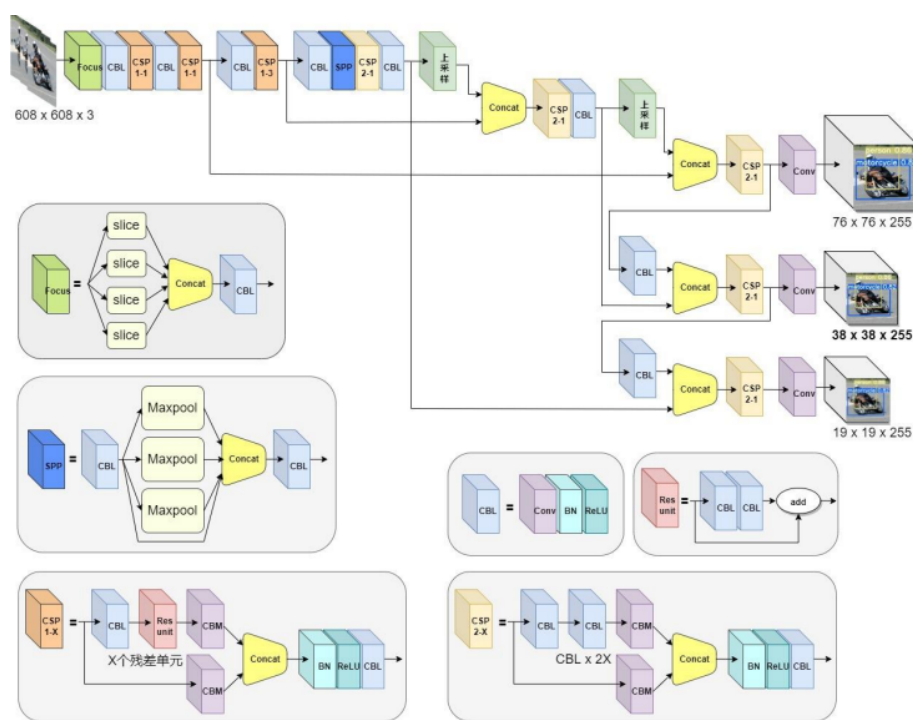 608 x 608 x 3
Focus
CBL
CSP
1-1
CBL
CSP
1-1
CBL
CSP
1-3
CBL
SPP
CSP
2-1
CBL
上采样
Concat
CSP
2-1
CBL
上采样
Concat
CSP
2-1
Conv
76 x 76 x 255
CBL
Concat
CSP
2-1
Conv
38 x 38 x 255
CBL
Concat
CSP
2-1
Conv
19 x 19 x 255
Focus
=
slice
slice
slice
slice
Concat
CBL
SPP
=
CBL
Maxpool
Maxpool
Maxpool
Concat
CBL
CBL
=
Conv
BN
ReLU
Res
unit
=
CBL
CBL
add
CSP
1-X
=
CBL
Res
unit
CBM
X个残差单元
CBM
Concat
BN
ReLU
CBL
CSP
2-X
=
CBL
CBL
CBM
CBL x 2X
CBM
Concat
BN
ReLU
CBL